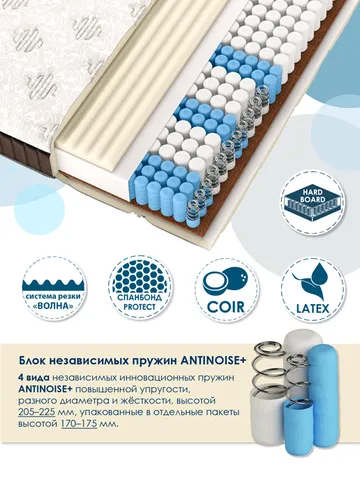 HARD
BOARD
система резки
«ВОЛНА»
СПАНБОНД
PROTECT
COIR
LATEX
Блок независимых пружин ANTINOISE+
4 вида независимых инновационных пружин
ANTINOISE+ повышенной упругости,
разного диаметра и жёсткости, высотой
205–225 мм, упакованные в отдельные пакеты
высотой 170–175 мм.